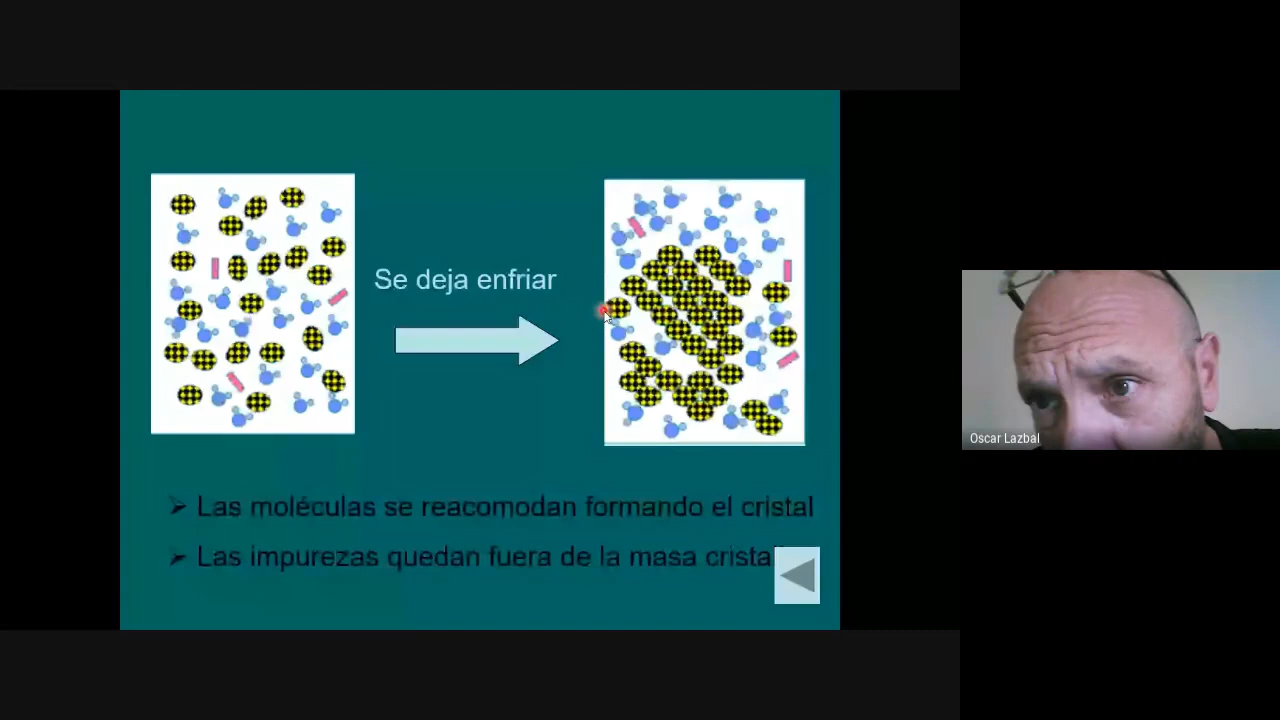 Se deja enfriar
Las moléculas se reacomodan formando el cristal
Las impurezas quedan fuera de la masa
Oscar Lazbal